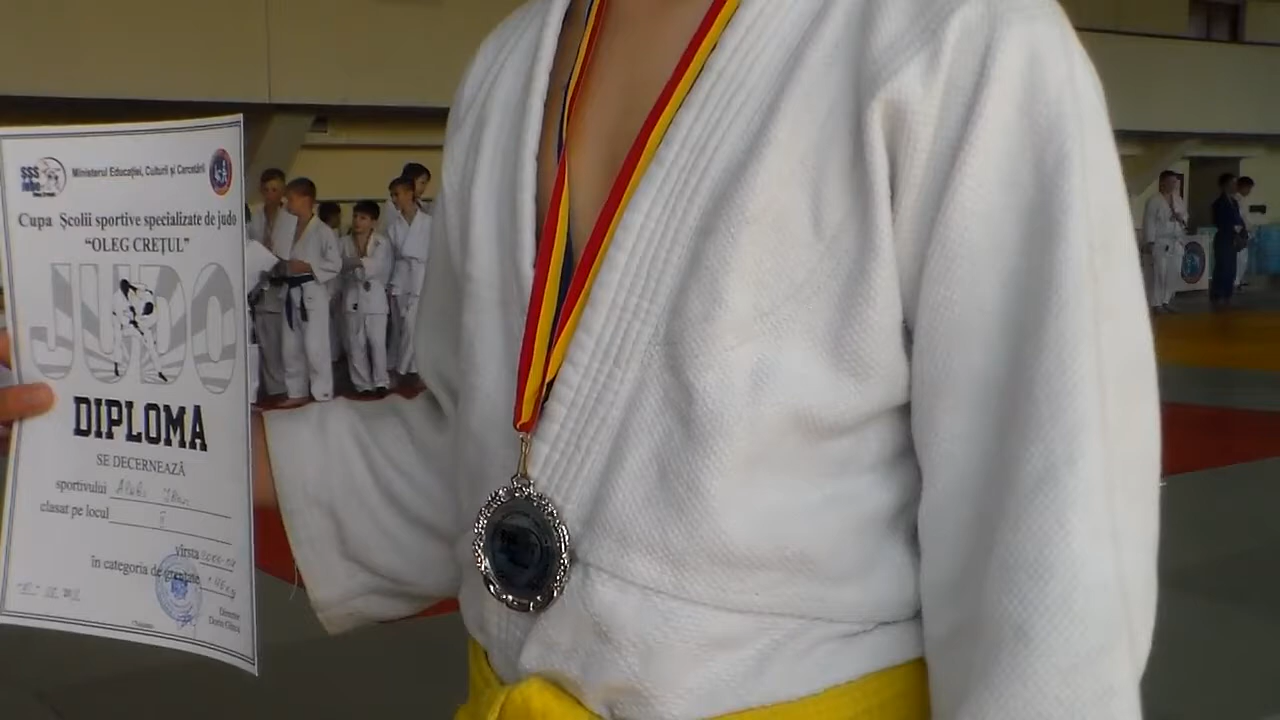 SSS
Ministerul Educației, Culturii și Cercetării
Cupa Școlii sportive specializate de judo
“OLEG CREȚUL”
JUDO
DIPLOMA
SE DECERNEAZĂ
sportivului
clasat pe locul II
vîrsta
în categoria de greutate
Director